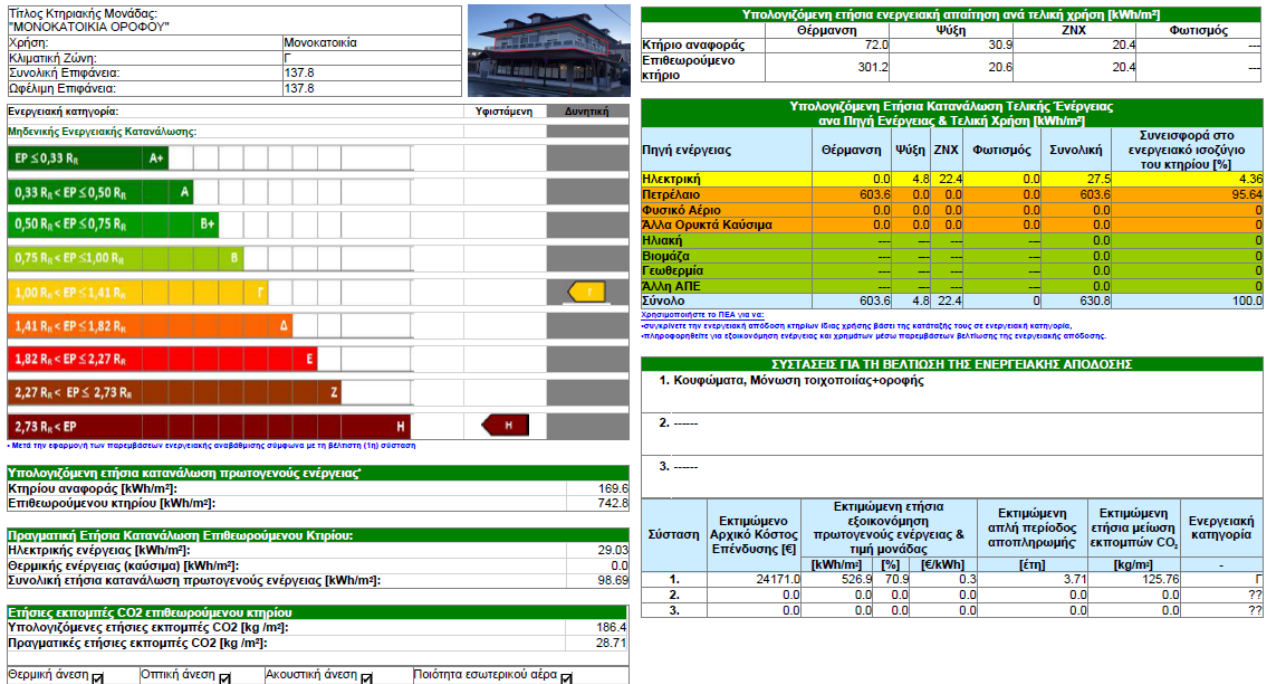 Τίτλος Κτηριακής Μονάδας:
"ΜΟΝΟΚΑΤΟΙΚΙΑ ΟΡΟΦΟΥ"
Χρήση: Μονοκατοικία
Κλιματική Ζώνη: Γ
Συνολική Επιφάνεια: 137.8
Ωφέλιμη Επιφάνεια: 137.8
Ενεργειακή κατηγορία: Υφιστάμενη Δυνητική
Μηδενικής Ενεργειακής Κατανάλωσης:
EP ≤ 0,33 RR A+
0,33 RR < EP ≤ 0,50 RR A
0,50 RR < EP ≤ 0,75 RR B+
0,75 RR < EP ≤1,00 RR B
1,00 RR < EP ≤ 1,41 RR Γ Γ
1,41 RR < EP ≤ 1,82 RR Δ
1,82 RR < EP ≤ 2,27 RR E
2,27 RR < EP ≤ 2,73 RR Z
2,73 RR < EP H H
• Μετά την εφαρμογή των παρεμβάσεων ενεργειακής αναβάθμισης σύμφωνα με τη βέλτιστη (1η) σύσταση
Υπολογιζόμενη ετήσια κατανάλωση πρωτογενούς ενέργειας*
Κτηρίου αναφοράς [kWh/m²]: 169.6
Επιθεωρούμενου κτηρίου [kWh/m²]: 742.8
Πραγματική Ετήσια Κατανάλωση Επιθεωρούμενου Κτιρίου:
Ηλεκτρικής ενέργειας [kWh/m²]: 29.03
Θερμικής ενέργειας (καύσιμα) [kWh/m²]: 0.0
Συνολική ετήσια κατανάλωση πρωτογενούς ενέργειας [kWh/m²]: 98.69
Ετήσιες εκπομπές CO2 επιθεωρούμενου κτηρίου
Υπολογιζόμενες ετήσιες εκπομπές CO2 [kg /m²]: 186.4
Πραγματικές ετήσιες εκπομπές CO2 [kg /m²]: 28.71
Θερμική άνεση ☑ Οπτική άνεση ☑ Ακουστική άνεση ☑ Ποιότητα εσωτερικού αέρα ☑
Υπολογιζόμενη ετήσια ενεργειακή απαίτηση ανά τελική χρήση [kWh/m²]
Θέρμανση Ψύξη ΖΝΧ Φωτισμός
Κτήριο αναφοράς 72.0 30.9 20.4 ---
Επιθεωρούμενο
κτήριο 301.2 20.6 20.4 ---
Υπολογιζόμενη Ετήσια Κατανάλωση Τελικής Ένέργειας
ανα Πηγή Ενέργειας & Τελική Χρήση [kWh/m²]
Πηγή ενέργειας Θέρμανση Ψύξη ΖΝΧ Φωτισμός Συνολική Συνεισφορά στο
ενεργειακό ισοζύγιο
του κτηρίου [%]
Ηλεκτρική 0.0 4.8 22.4 0.0 27.5 4.36
Πετρέλαιο 603.6 0.0 0.0 0.0 603.6 95.64
Φυσικό Αέριο 0.0 0.0 0.0 0.0 0.0 0
Άλλα Ορυκτά Καύσιμα 0.0 0.0 0.0 0.0 0.0 0
Ηλιακή --- --- --- --- 0.0 0
Βιομάζα --- --- --- --- 0.0 0
Γεωθερμία --- --- --- --- 0.0 0
Άλλη ΑΠΕ --- --- --- --- 0.0 0
Σύνολο 603.6 4.8 22.4 0 630.8 100.0
Χρησιμοποιήστε το ΠΕΑ για να:
•συγκρίνετε την ενεργειακή απόδοση κτηρίων ίδιας χρήσης βάσει της κατάταξής τους σε ενεργειακή κατηγορία,
•πληροφορηθείτε για εξοικονόμηση ενέργειας και χρημάτων μέσω παρεμβάσεων βελτίωσης της ενεργειακής απόδοσης.
ΣΥΣΤΑΣΕΙΣ ΓΙΑ ΤΗ ΒΕΛΤΙΩΣΗ ΤΗΣ ΕΝΕΡΓΕΙΑΚΗΣ ΑΠΟΔΟΣΗΣ
1. Κουφώματα, Μόνωση τοιχοποιίας+οροφής
2. ------
3. ------
Σύσταση Εκτιμώμενο Αρχικό Κόστος Επένδυσης [€] Εκτιμώμενη ετήσια εξοικονόμηση πρωτογενούς ενέργειας & τιμή μονάδας Εκτιμώμενη απλή περίοδος αποπληρωμής* Εκτιμώμενη ετήσια μείωση εκπομπών CO₂ Ενεργειακή κατηγορία
[kWh/m²] [%] [€/kWh] [έτη] [kg/m²] -
1. 24171.0 526.9 70.9 0.3 3.71 125.76 Γ
2. 0.0 0.0 0.0 0.0 0.0 0.0 ??
3. 0.0 0.0 0.0 0.0 0.0 0.0 ??